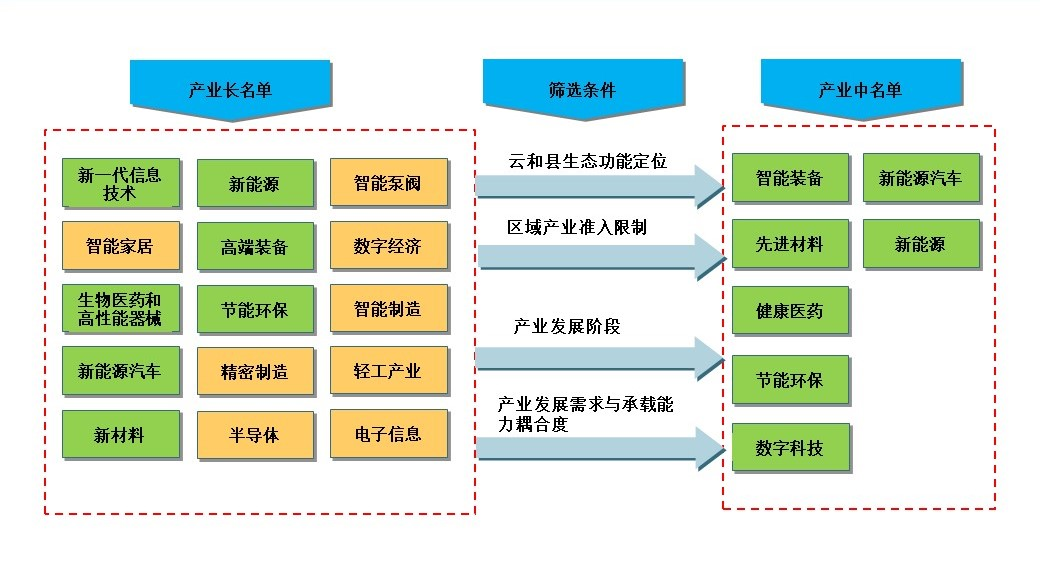 产业长名单
筛选条件
产业中名单
新一代信息
技术
新能源
智能泵阀
智能家居
高端装备
数字经济
生物医药和
高性能器械
节能环保
智能制造
新能源汽车
精密制造
轻工产业
新材料
半导体
电子信息
云和县生态功能定位
区域产业准入限制
产业发展阶段
产业发展需求与承载能
力耦合度
智能装备
新能源汽车
先进材料
新能源
健康医药
节能环保
数字科技